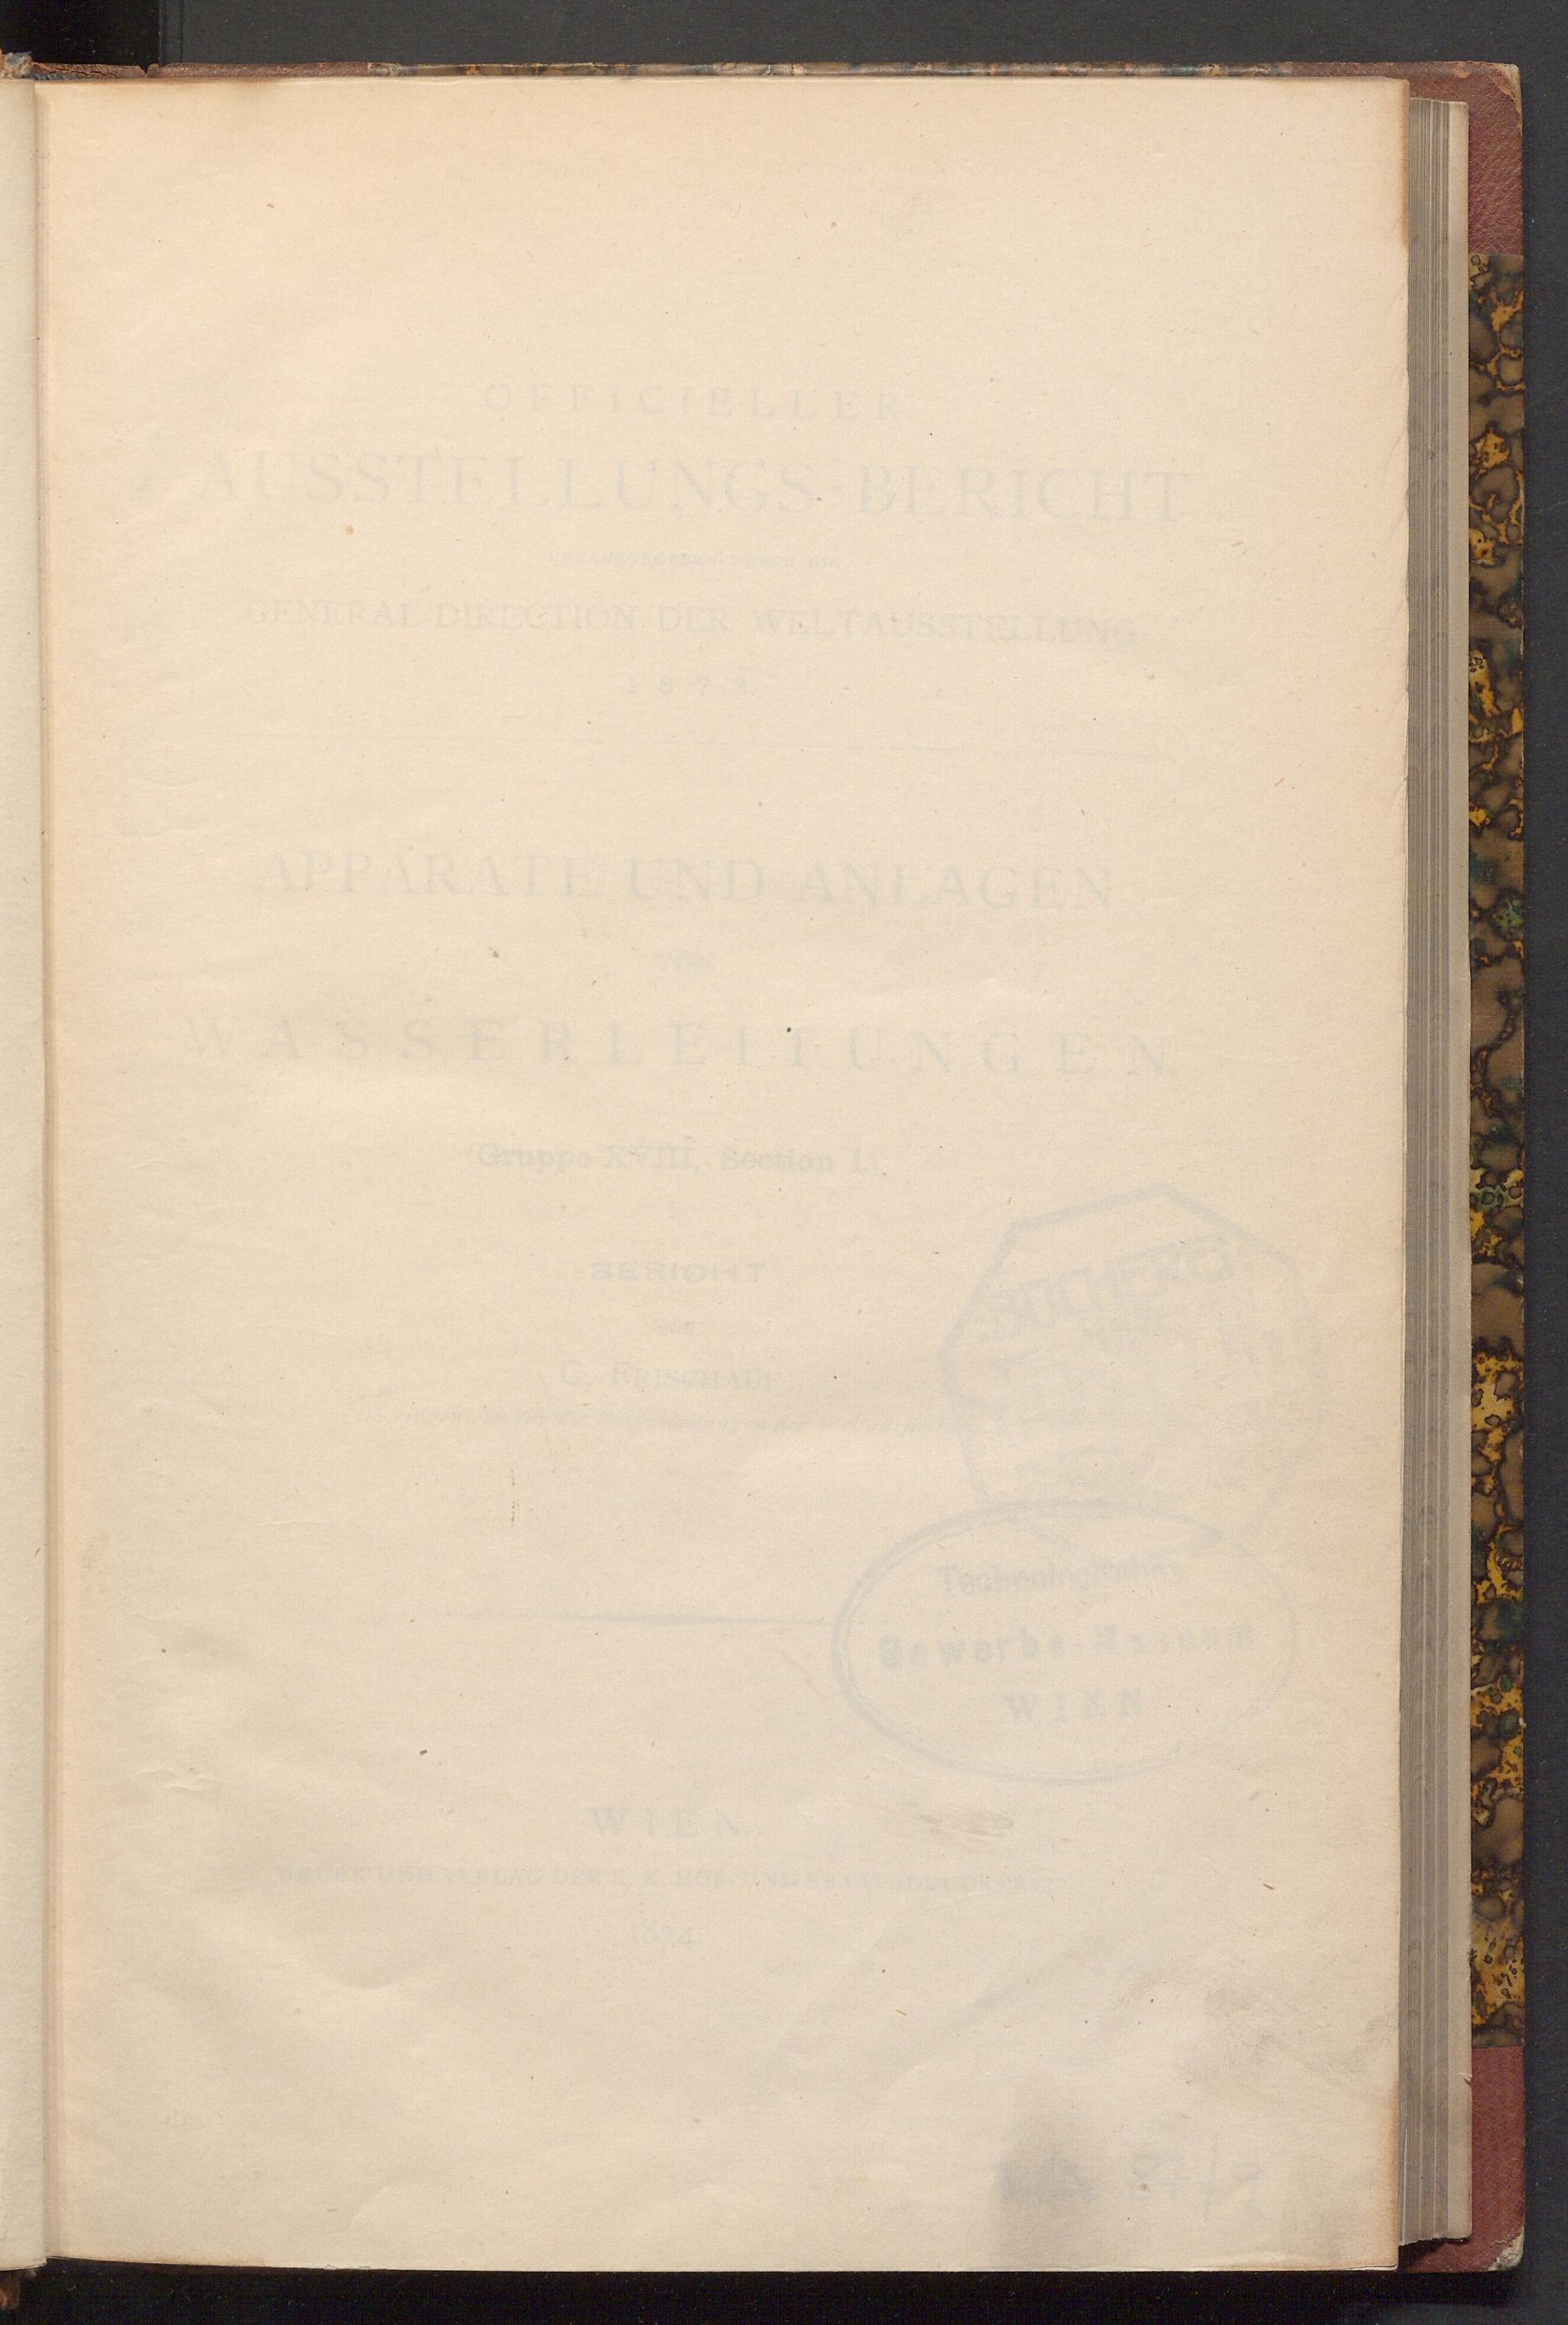 OFFICIELLER
AUSSTELLUNGS-BERICHT
HERAUSGEGEBEN DURCH DIE
GENERAL-DIRECTION DER WELTAUSSTELLUNG
1873.
APPARATE UND ANLAGEN
WASSERLEITUNGEN.
(Gruppe XVIII, Section 1.)
BERICHT
VON
C. FRISCHAUF
BÜCHEREI
Technologisches
Gewerbe-Museum
WIEN
WIEN.
DRUCK UND VERLAG DER K. K. HOF- UND STAATSDRUCKEREI
1874.